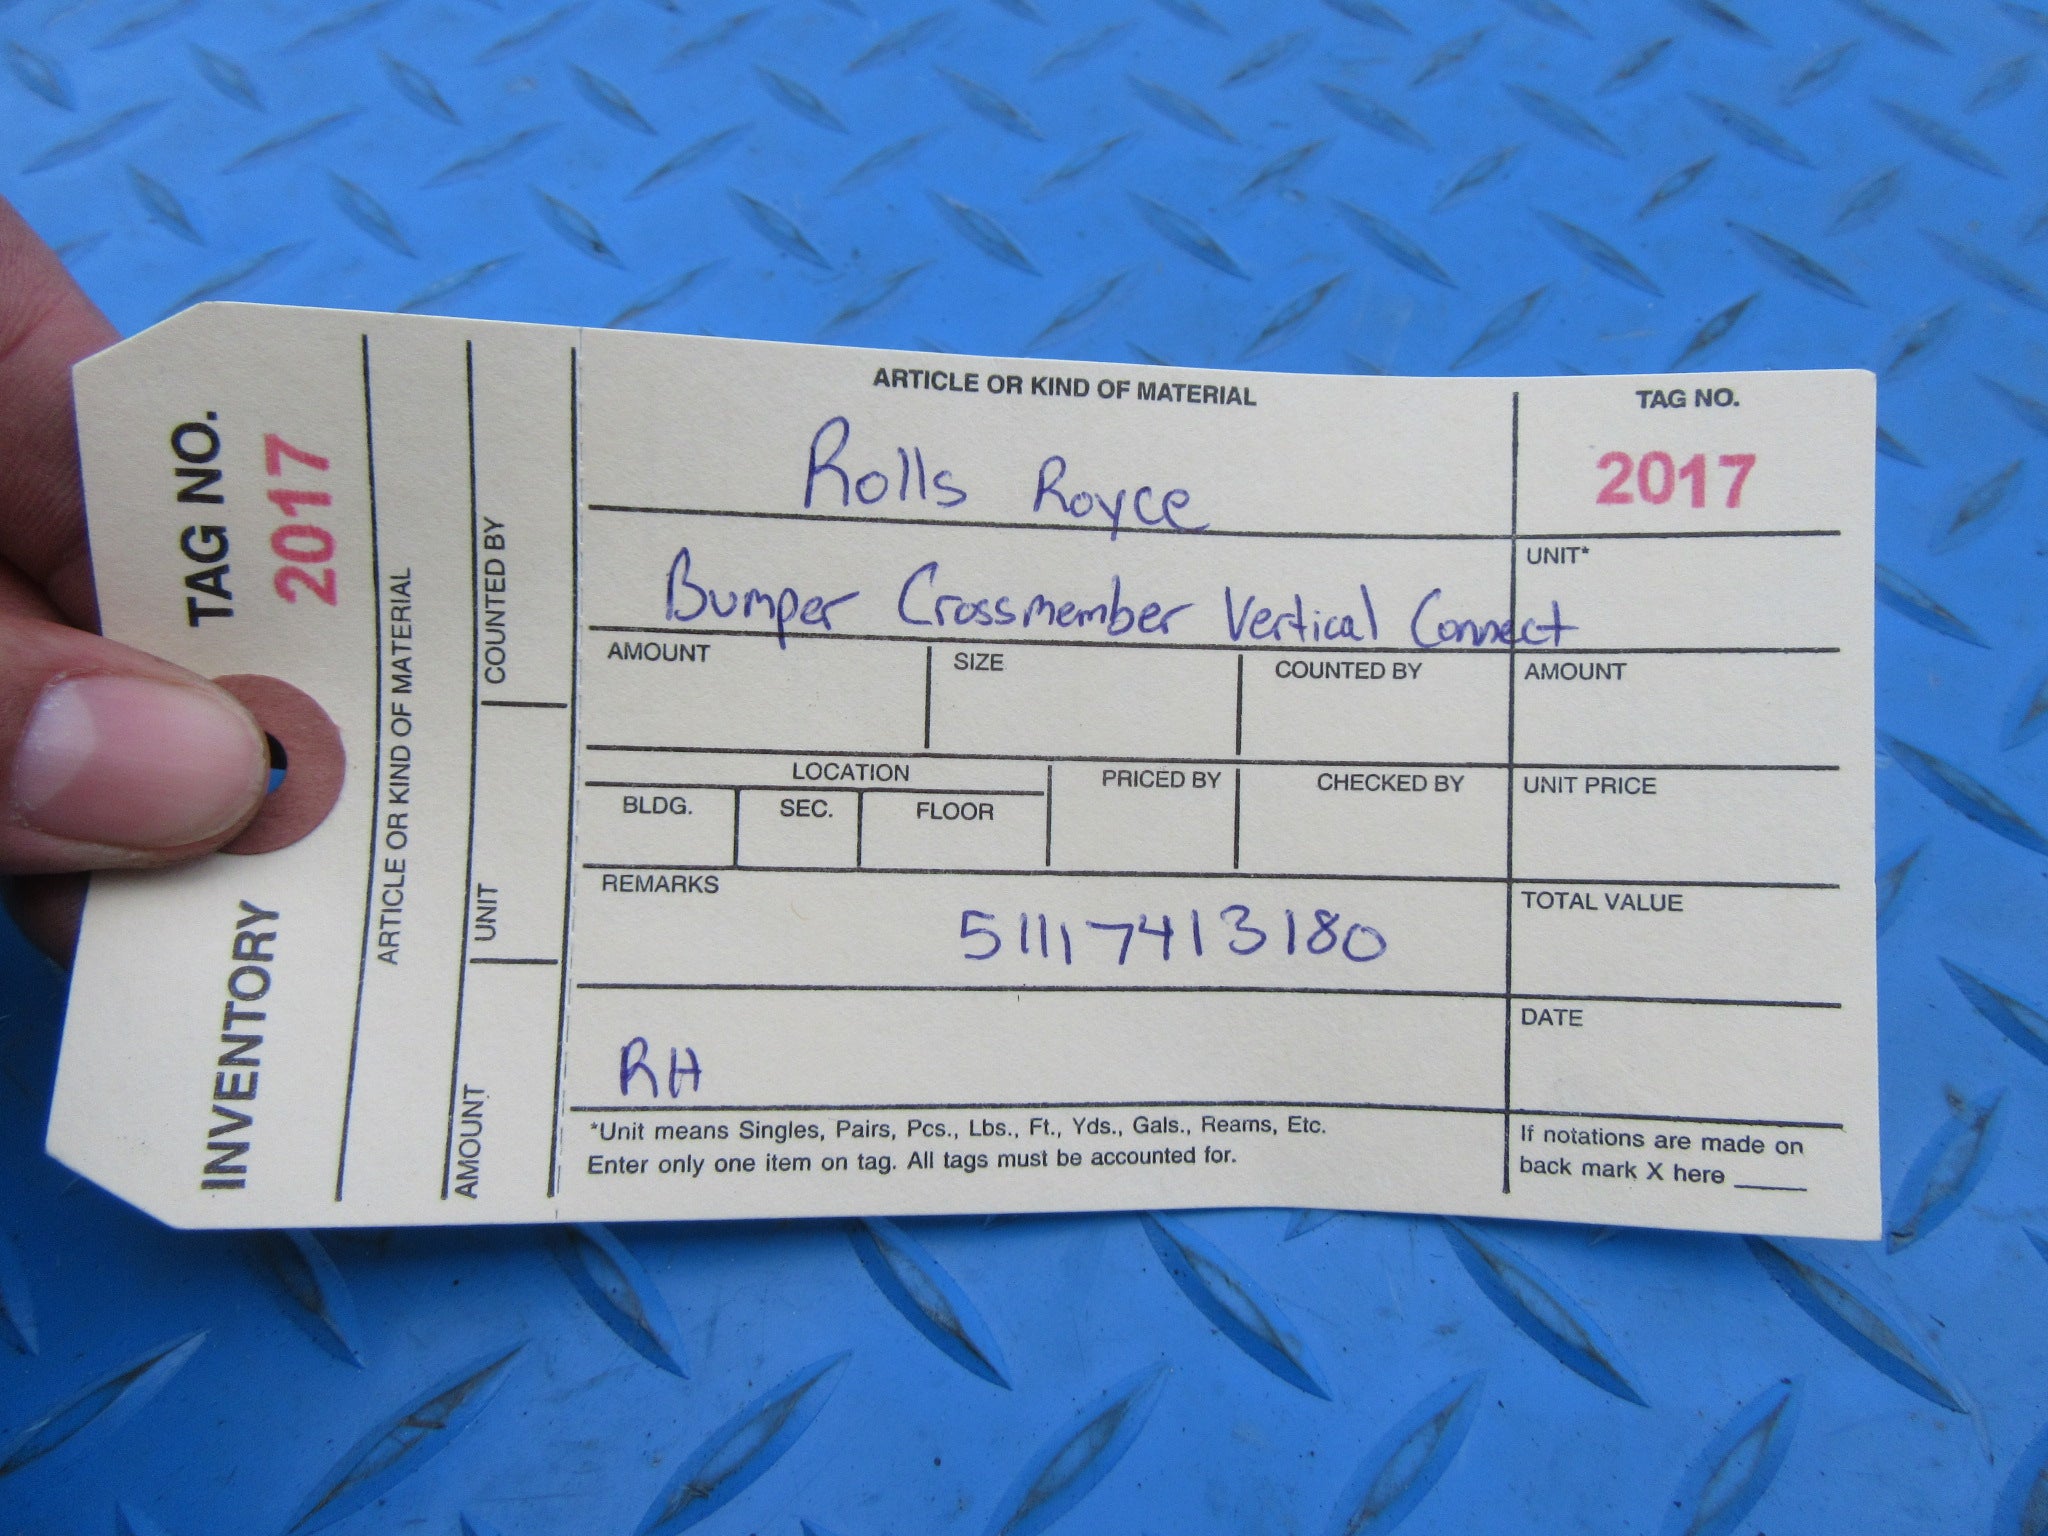 INVENTORY TAG NO.
2017
ARTICLE OR KIND OF MATERIAL
AMOUNT UNIT COUNTED BY
ARTICLE OR KIND OF MATERIAL TAG NO.
Rolls Royce 2017
UNIT*
Bumper Crossmember Vertical Connect
AMOUNT SIZE COUNTED BY AMOUNT
LOCATION PRICED BY CHECKED BY UNIT PRICE
BLDG. SEC. FLOOR
REMARKS TOTAL VALUE
51117413180
DATE
RH
*Unit means Singles, Pairs, Pcs., Lbs., Ft., Yds., Gals., Reams, Etc.
Enter only one item on tag. All tags must be accounted for.
If notations are made on
back mark X here ____